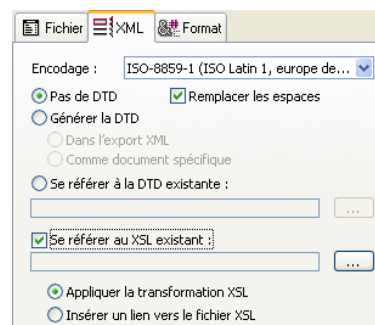 Fichier XML Format
Encodage : ISO-8859-1 (ISO Latin 1, europe de...
Pas de DTD Remplacer les espaces
Générer la DTD
Dans l'export XML
Comme document spécifique
Se référer à la DTD existante :
...
Se référer au XSL existant :
...
Appliquer la transformation XSL
Insérer un lien vers le fichier XSL